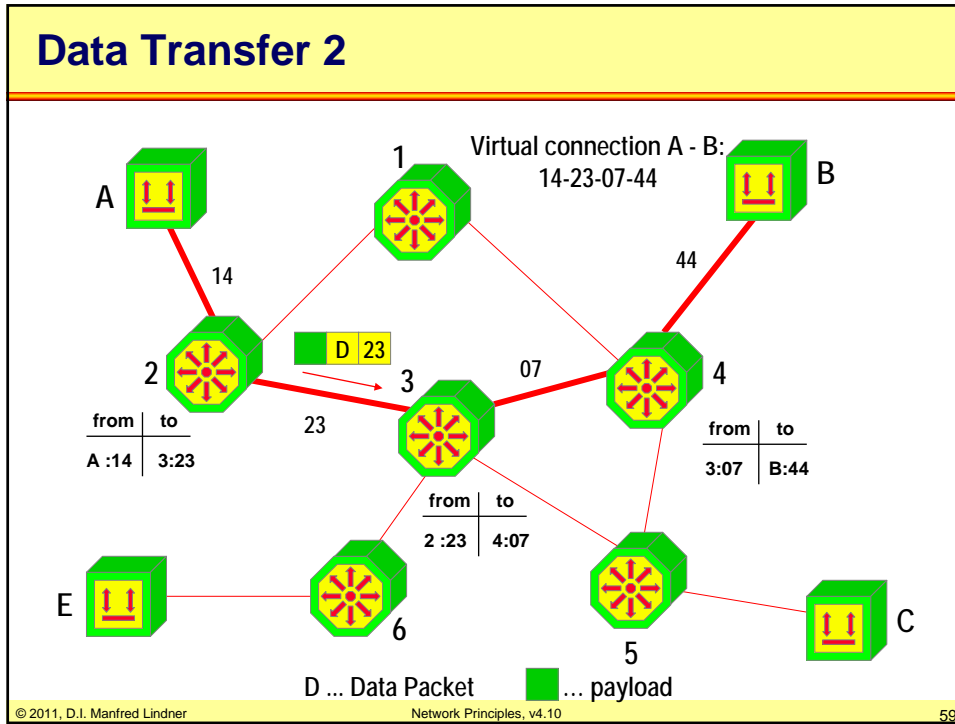 Data Transfer 2
Virtual connection A - B:
14-23-07-44
A
1
B
14
44
D 23
2
3
07
4
23
from to
A :14 3:23
from to
3:07 B:44
from to
2 :23 4:07
E
6
5
C
D ... Data Packet
... payload
© 2011, D.I. Manfred Lindner
Network Principles, v4.10
59